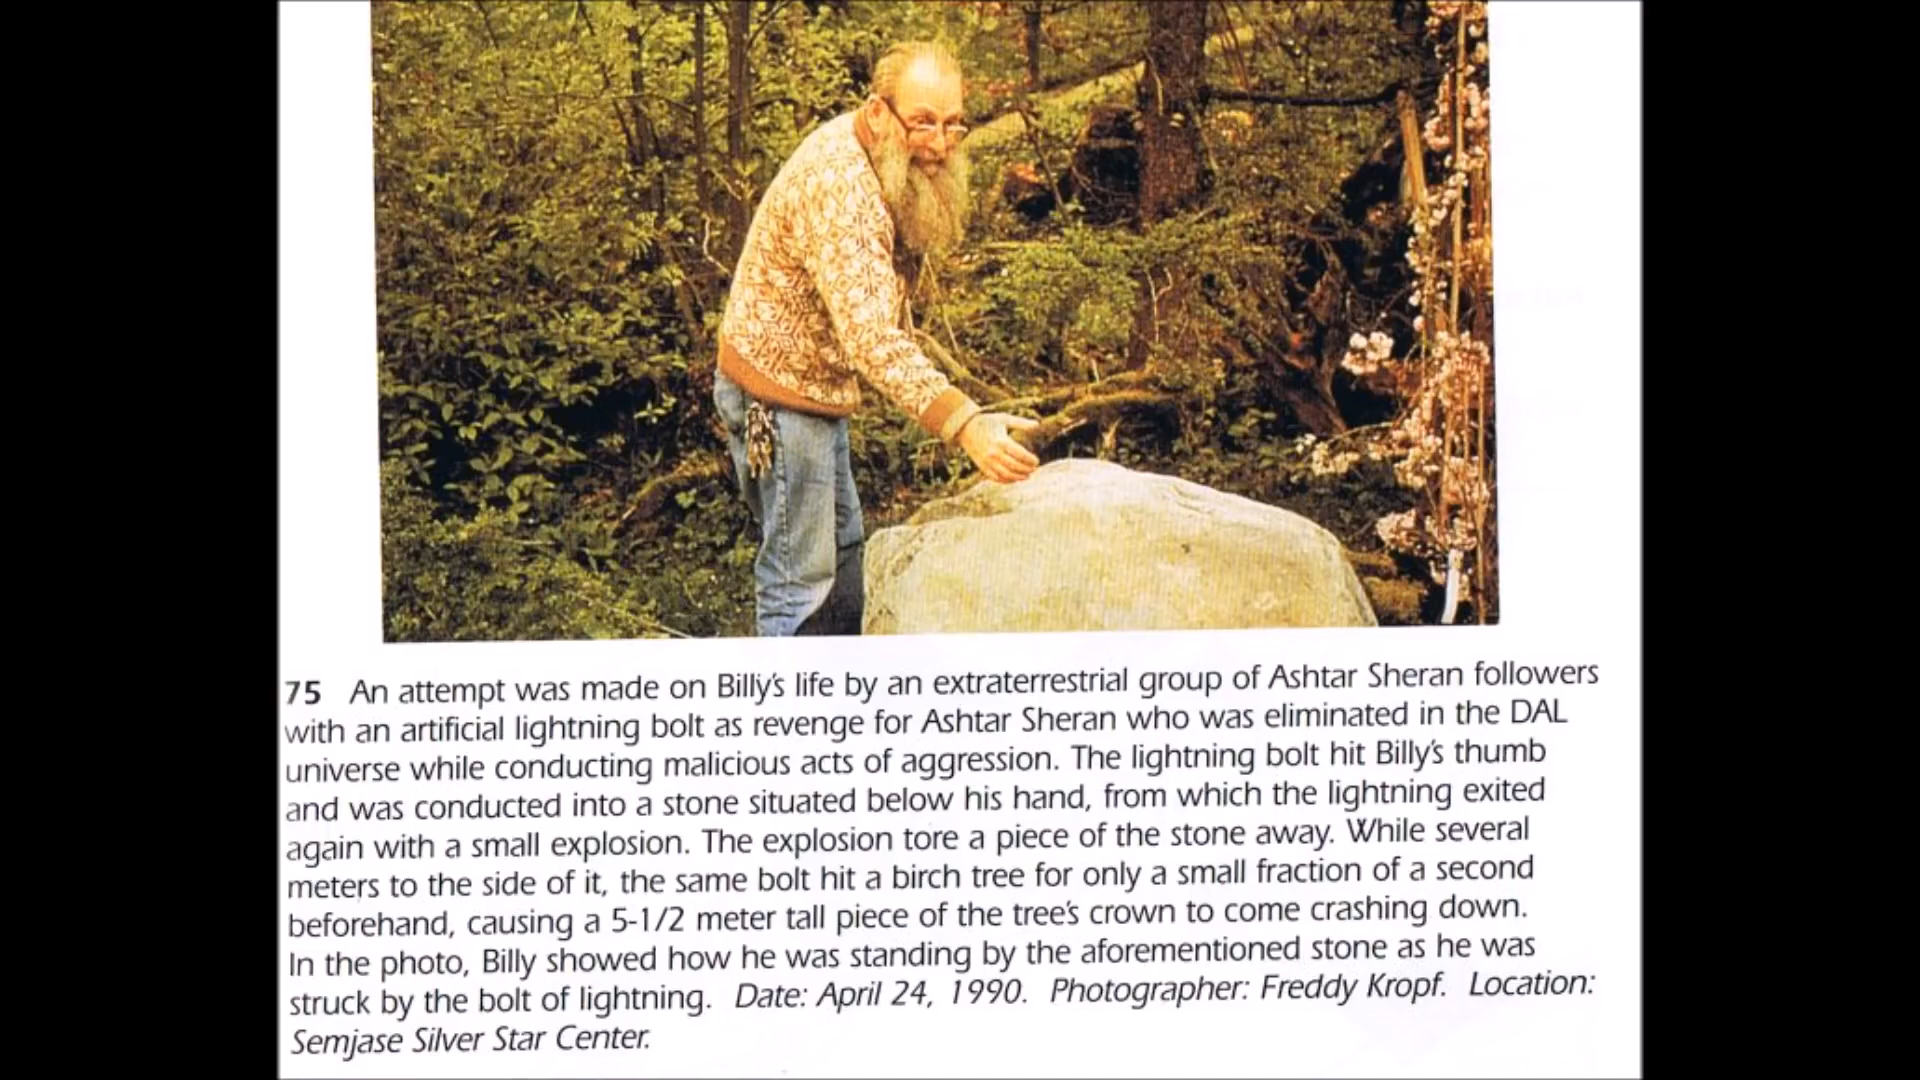 75 An attempt was made on Billy's life by an extraterrestrial group of Ashtar Sheran followers
with an artificial lightning bolt as revenge for Ashtar Sheran who was eliminated in the DAL
universe while conducting malicious acts of aggression. The lightning bolt hit Billy's thumb
and was conducted into a stone situated below his hand, from which the lightning exited
again with a small explosion. The explosion tore a piece of the stone away. While several
meters to the side of it, the same bolt hit a birch tree for only a small fraction of a second
beforehand, causing a 5-1/2 meter tall piece of the tree's crown to come crashing down.
In the photo, Billy showed how he was standing by the aforementioned stone as he was
struck by the bolt of lightning. Date: April 24, 1990. Photographer: Freddy Kropf. Location:
Semjase Silver Star Center.